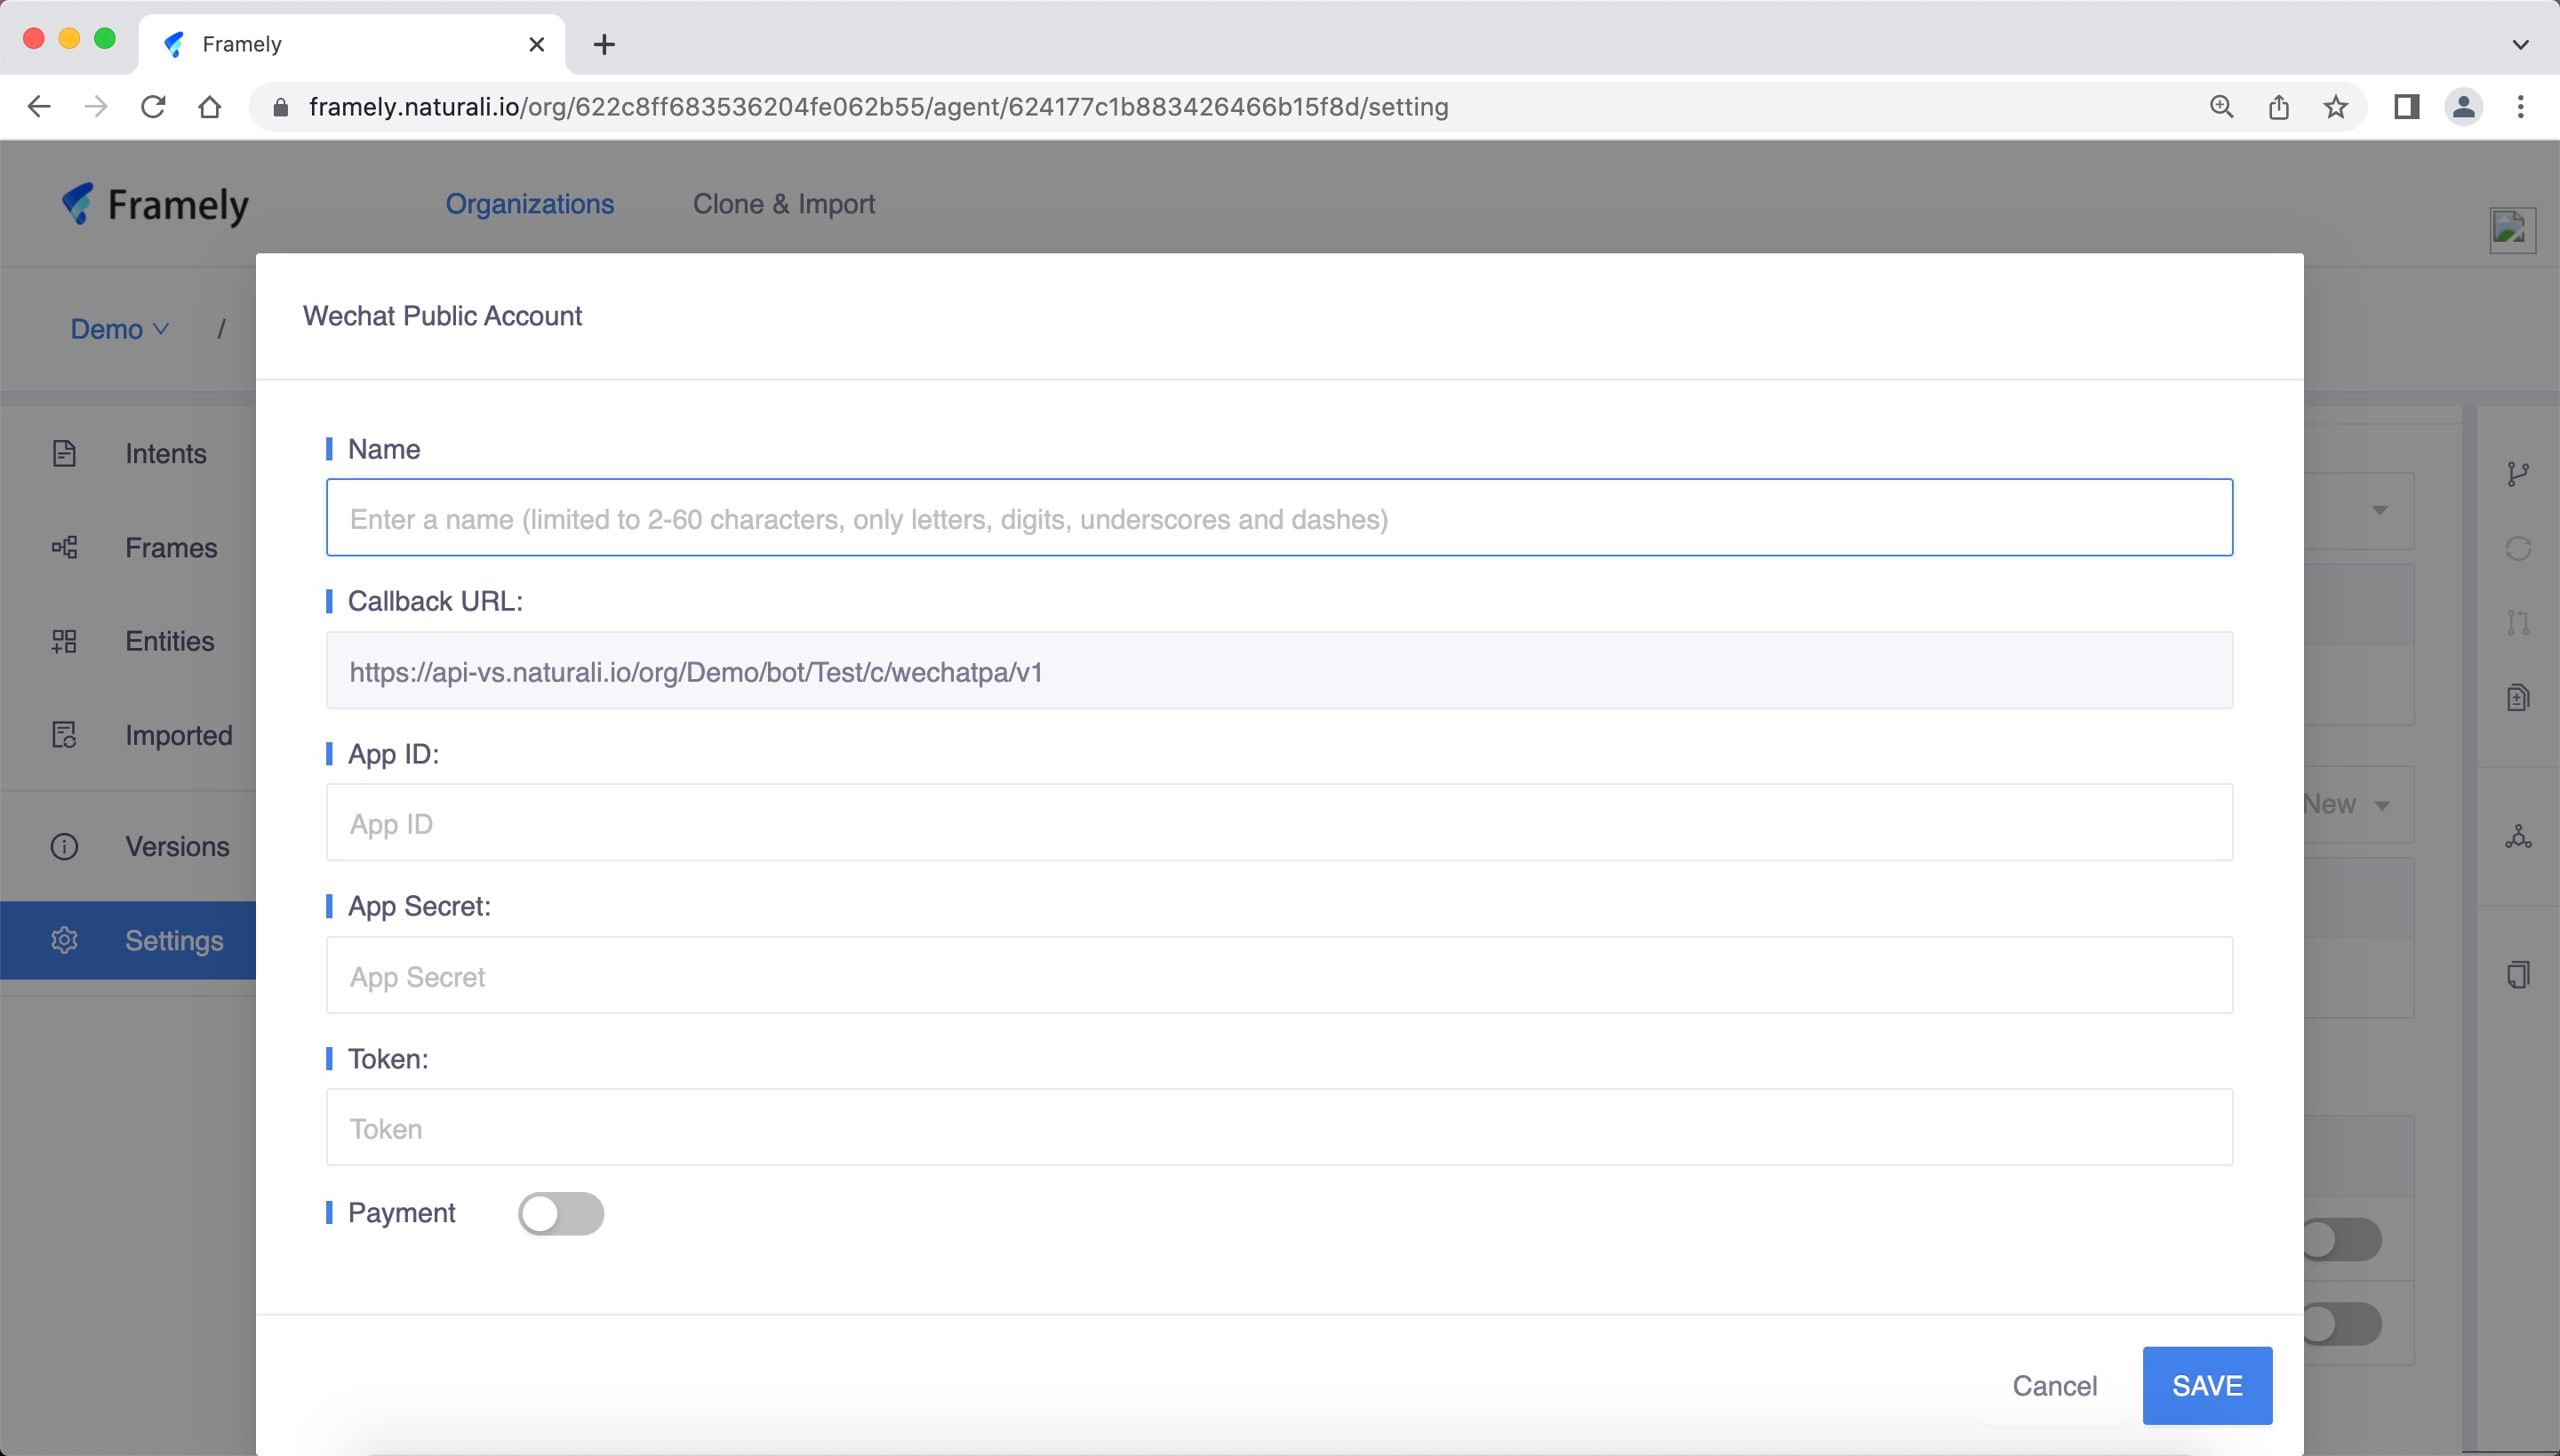 Framely
framely.naturali.io/org/622c8ff683536204fe062b55/agent/624177c1b883426466b15f8d/setting
Framely
Organizations
Clone & Import
Demo /
Wechat Public Account
Intents
Frames
Entities
Imported
Versions
Settings
Name
Enter a name (limited to 2-60 characters, only letters, digits, underscores and dashes)
Callback URL:
https://api-vs.naturali.io/org/Demo/bot/Test/c/wechatpa/v1
App ID:
App ID
New
App Secret:
App Secret
Token:
Token
Payment
Cancel
SAVE